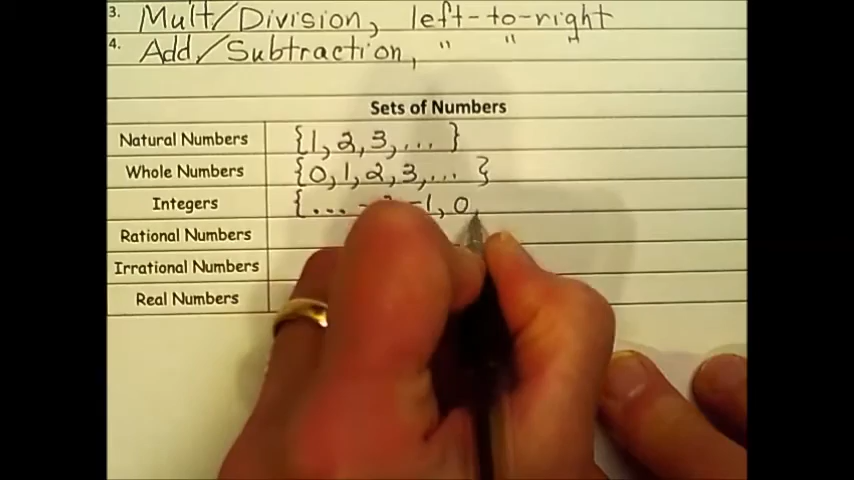 3. Mult/Division, left-to-right
4. Add/Subtraction, " " "
Sets of Numbers
Natural Numbers {1, 2, 3, ... }
Whole Numbers {0, 1, 2, 3, ... }
Integers {... -1, 0,
Rational Numbers
Irrational Numbers
Real Numbers